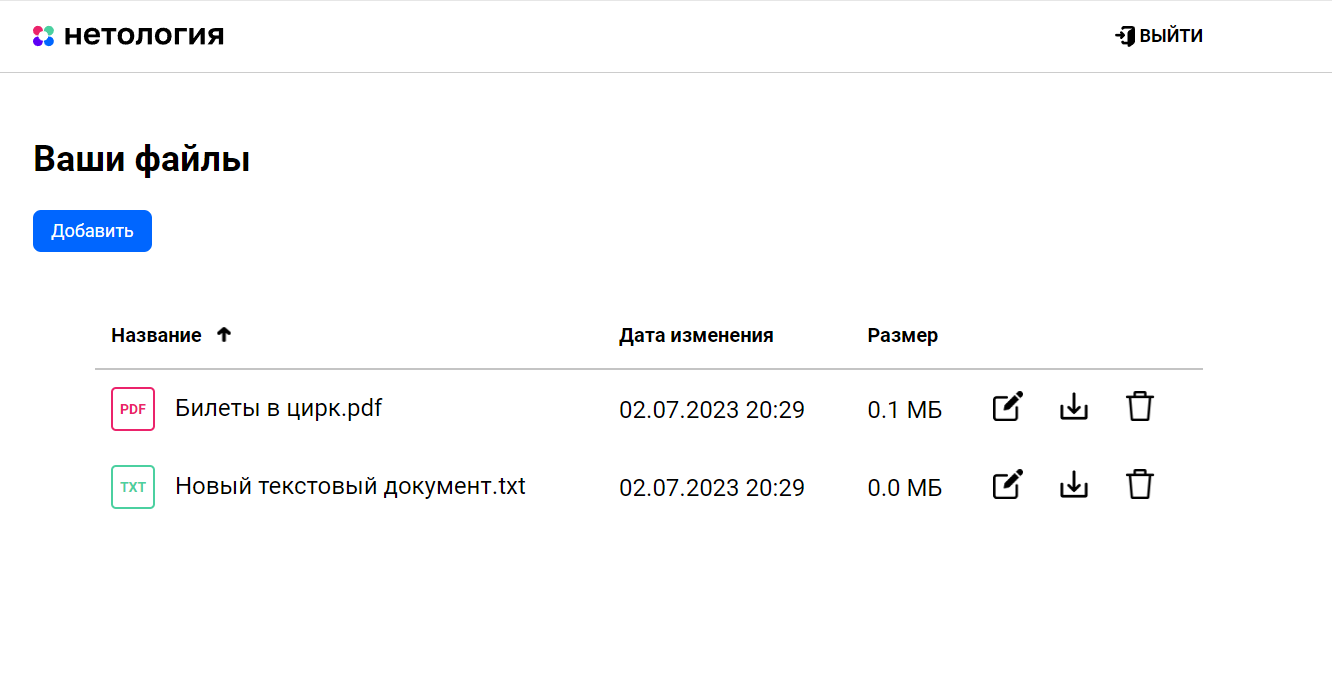 нетология
ВЫЙТИ
Ваши файлы
Добавить
Название Дата изменения Размер
PDF Билеты в цирк.pdf 02.07.2023 20:29 0.1 МБ
TXT Новый текстовый документ.txt 02.07.2023 20:29 0.0 МБ